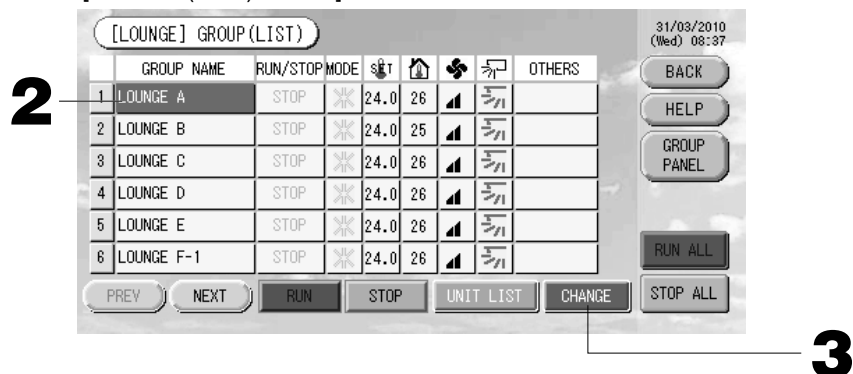 [LOUNGE] GROUP(LIST)
31/03/2010
(Wed) 08:37
GROUP NAME RUN/STOP MODE SET OTHERS
BACK
2
1 LOUNGE A STOP 24.0 26
HELP
2 LOUNGE B STOP 24.0 25
3 LOUNGE C STOP 24.0 26
GROUP
PANEL
4 LOUNGE D STOP 24.0 26
5 LOUNGE E STOP 24.0 26
6 LOUNGE F-1 STOP 24.0 26
RUN ALL
PREV NEXT RUN STOP UNIT LIST CHANGE STOP ALL
3